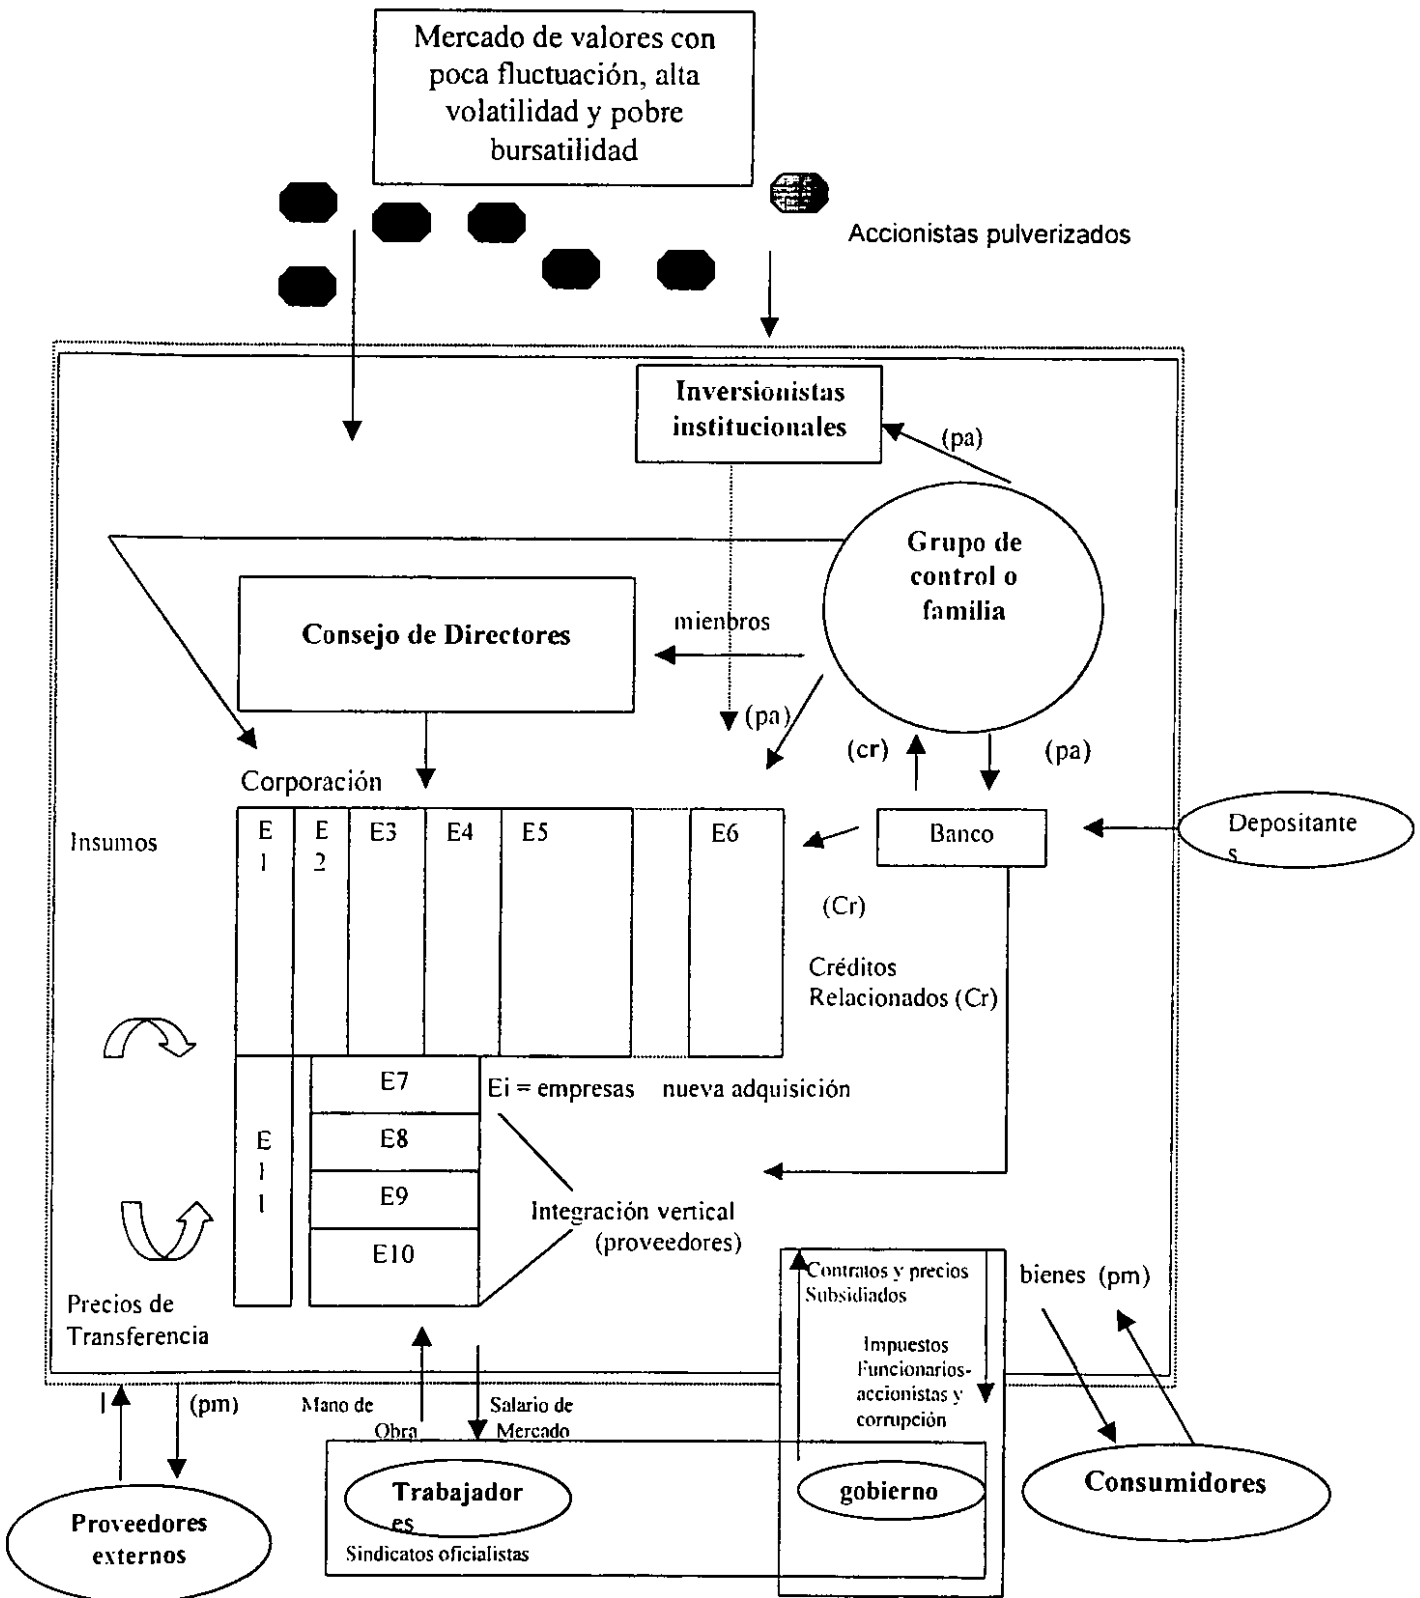 Mercado de valores con
poca fluctuación, alta
volatilidad y pobre
bursatilidad
Accionistas pulverizados
Inversionistas
institucionales
(pa)
Grupo de
control o
familia
Consejo de Directores
mienbros
(pa)
(cr)
(pa)
Corporación
Insumos
E
1
E
2
E3
E4
E5
E6
Banco
Depositante
s
(Cr)
Créditos
Relacionados (Cr)
E7
Ei = empresas nueva adquisición
E8
E
1
1
E9
Integración vertical
(proveedores)
E10
Contratos y precios
Subsidiados
bienes (pm)
Precios de
Transferencia
Impuestos
Funcionarios-
accionistas y
corrupción
I
(pm)
Mano de
Obra
Salario de
Mercado
Trabajador
es
gobierno
Consumidores
Proveedores
externos
Sindicatos oficialistas